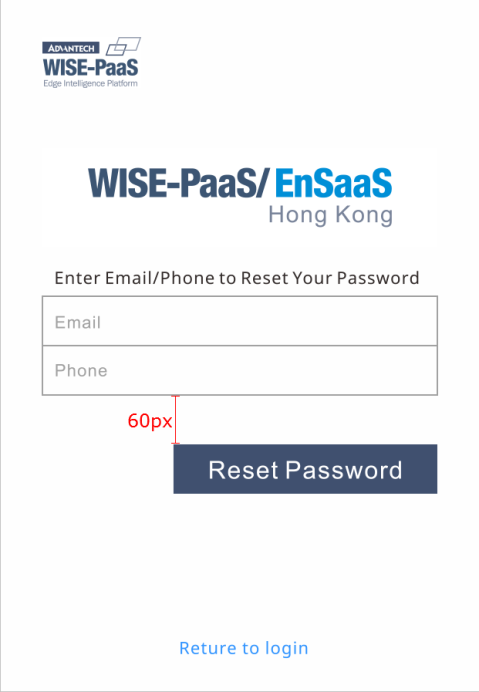 ADVANTECH
WISE-PaaS
Edge Intelligence Platform
WISE-PaaS/EnSaaS
Hong Kong
Enter Email/Phone to Reset Your Password
Email
Phone
60px
Reset Password
Reture to login